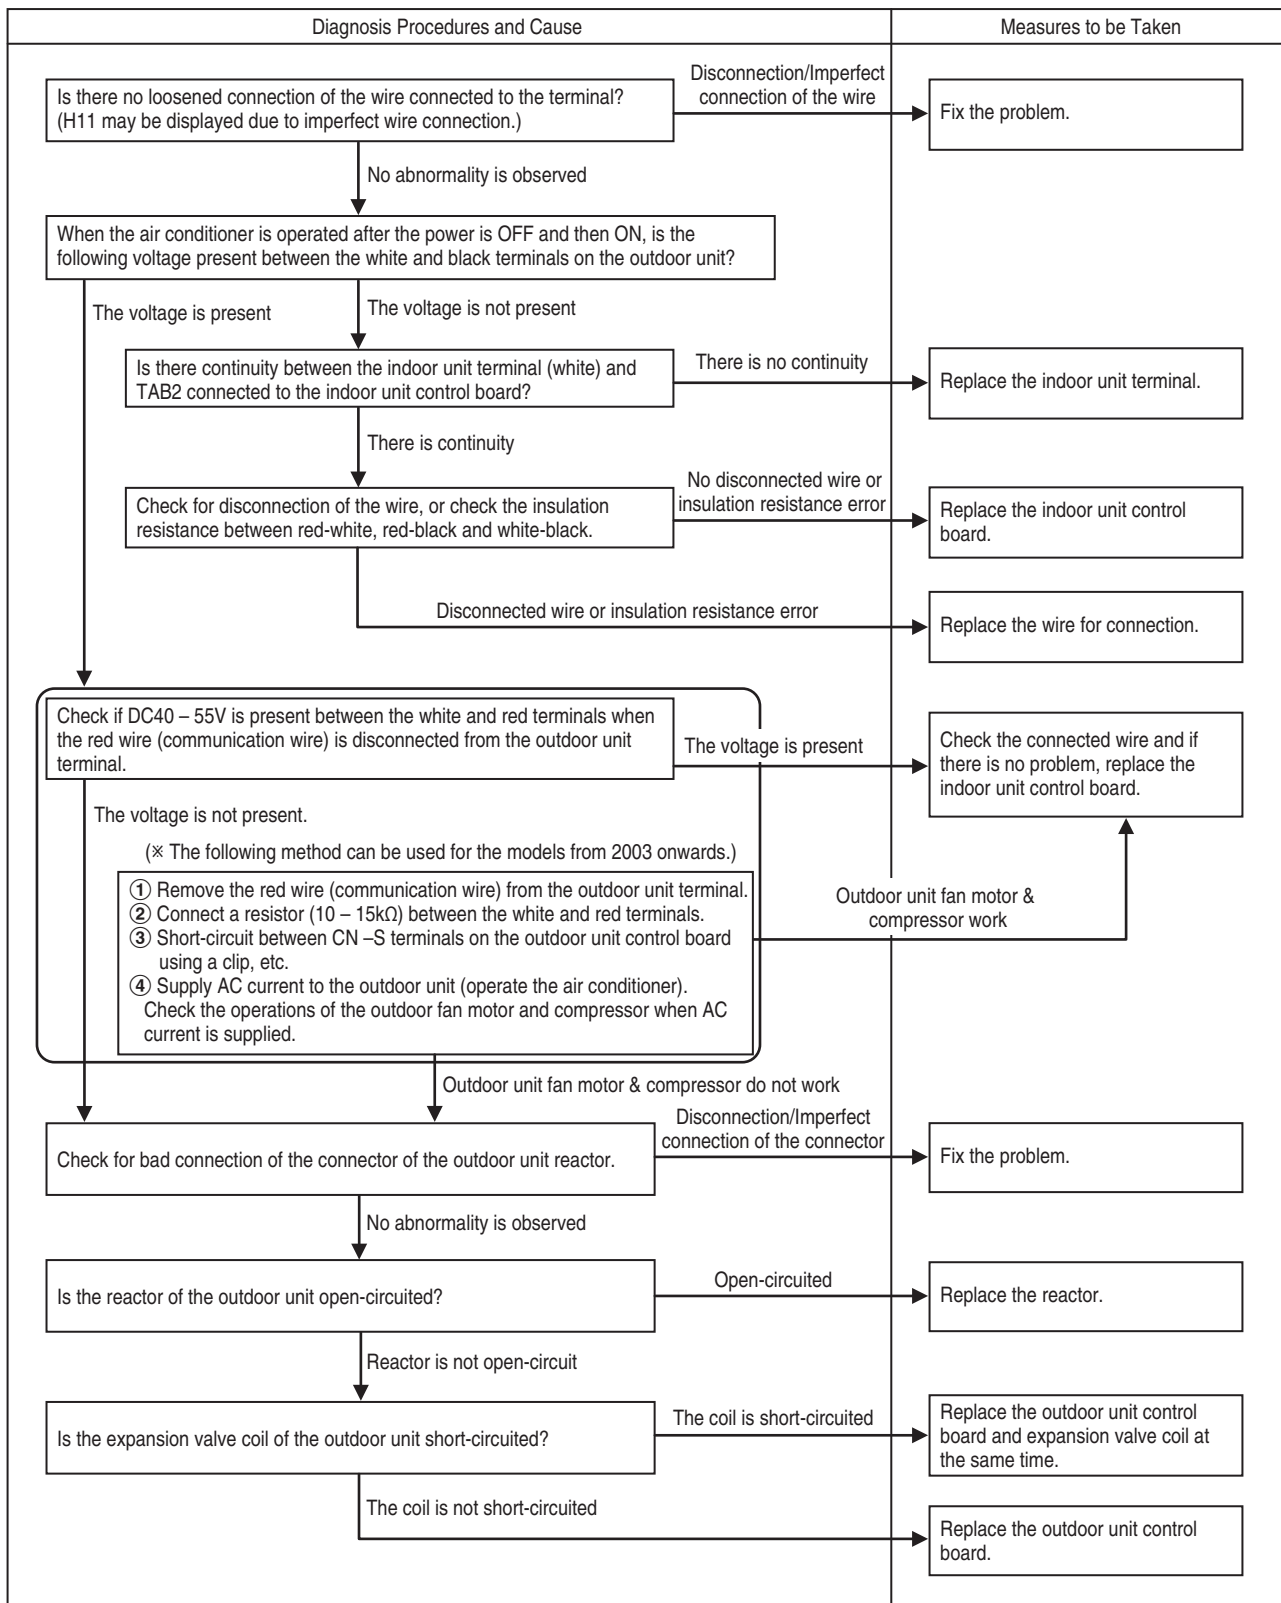 Diagnosis Procedures and Cause
Measures to be Taken
Is there no loosened connection of the wire connected to the terminal?
(H11 may be displayed due to imperfect wire connection.)
Disconnection/Imperfect
connection of the wire
Fix the problem.
No abnormality is observed
When the air conditioner is operated after the power is OFF and then ON, is the
following voltage present between the white and black terminals on the outdoor unit?
The voltage is present
The voltage is not present
Is there continuity between the indoor unit terminal (white) and
TAB2 connected to the indoor unit control board?
There is no continuity
Replace the indoor unit terminal.
There is continuity
Check for disconnection of the wire, or check the insulation
resistance between red-white, red-black and white-black.
No disconnected wire or
insulation resistance error
Replace the indoor unit control
board.
Disconnected wire or insulation resistance error
Replace the wire for connection.
Check if DC40 – 55V is present between the white and red terminals when
the red wire (communication wire) is disconnected from the outdoor unit
terminal.
The voltage is present
Check the connected wire and if
there is no problem, replace the
indoor unit control board.
The voltage is not present.
(※ The following method can be used for the models from 2003 onwards.)
① Remove the red wire (communication wire) from the outdoor unit terminal.
② Connect a resistor (10 – 15kΩ) between the white and red terminals.
③ Short-circuit between CN –S terminals on the outdoor unit control board
using a clip, etc.
④ Supply AC current to the outdoor unit (operate the air conditioner).
Check the operations of the outdoor fan motor and compressor when AC
current is supplied.
Outdoor unit fan motor &
compressor work
Outdoor unit fan motor & compressor do not work
Check for bad connection of the connector of the outdoor unit reactor.
Disconnection/Imperfect
connection of the connector
Fix the problem.
No abnormality is observed
Is the reactor of the outdoor unit open-circuited?
Open-circuited
Replace the reactor.
Reactor is not open-circuit
Is the expansion valve coil of the outdoor unit short-circuited?
The coil is short-circuited
Replace the outdoor unit control
board and expansion valve coil at
the same time.
The coil is not short-circuited
Replace the outdoor unit control
board.